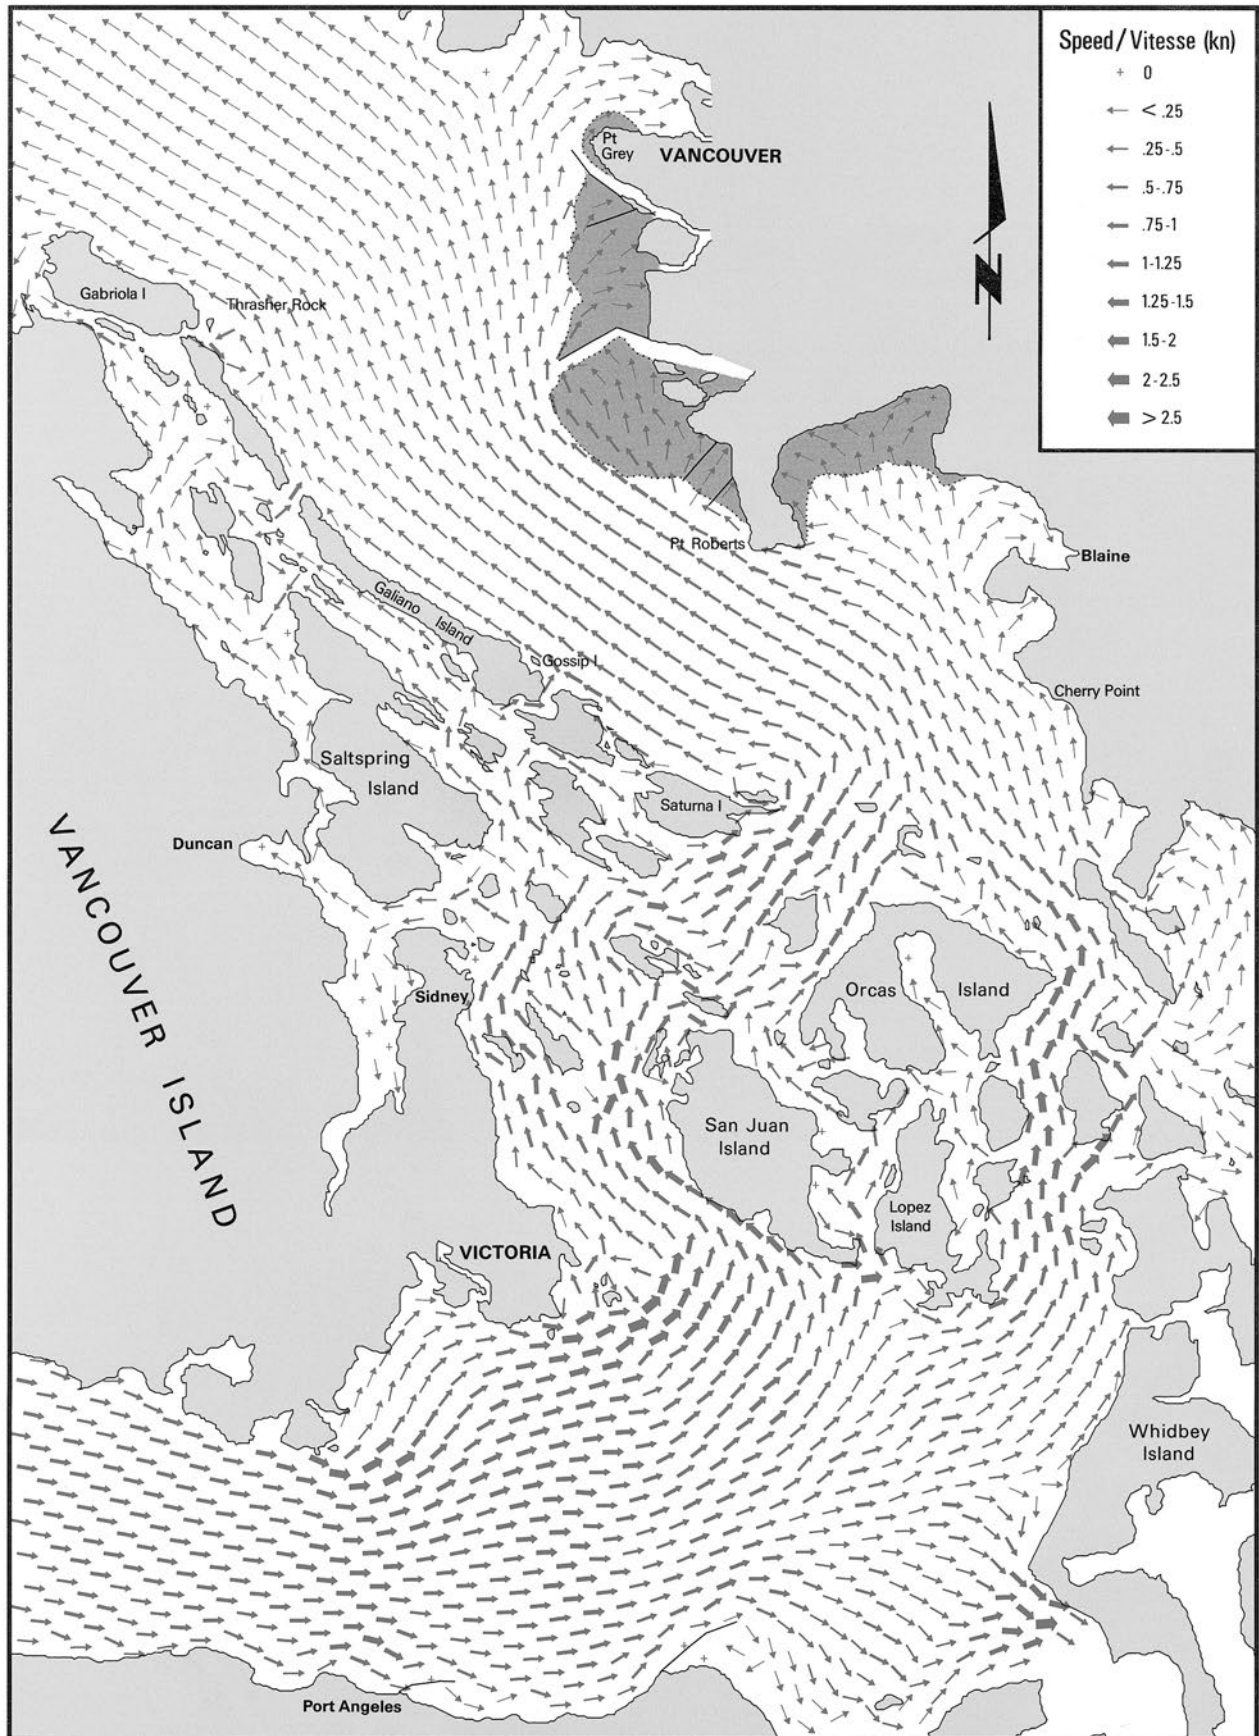 Speed/Vitesse (kn)
+ 0
< .25
.25-.5
.5-.75
.75-1
1-1.25
1.25-1.5
1.5-2
2-2.5
> 2.5
N
Pt
Grey
VANCOUVER
Gabriola I
Thrasher Rock
Pt Roberts
Blaine
Galiano
Island
Gossip I
Cherry Point
Saltspring
Island
Saturna I
Duncan
VANCOUVER ISLAND
Sidney
Orcas Island
San Juan
Island
Lopez
Island
VICTORIA
Whidbey
Island
Port Angeles